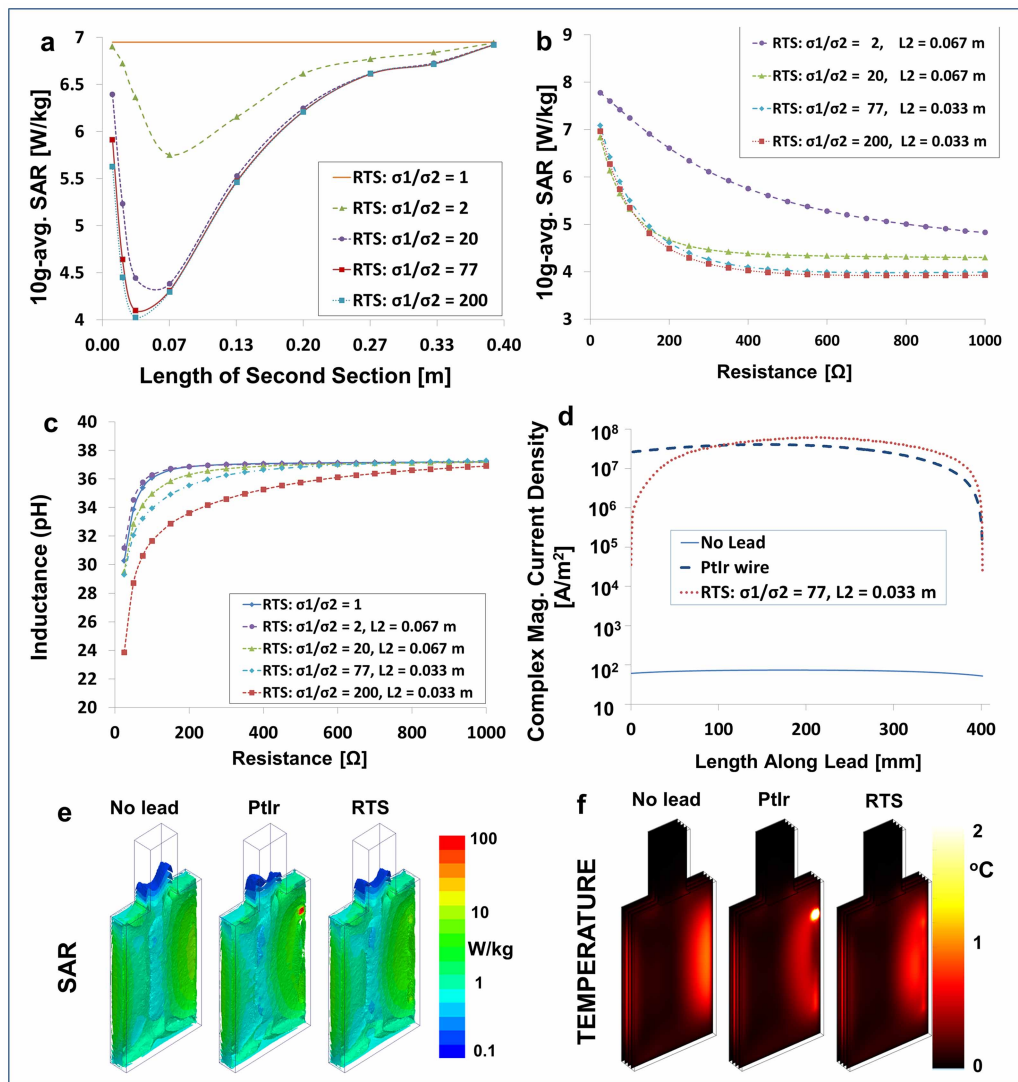 a
7
6.5
6
5.5
5
4.5
4
10g-avg. SAR [W/kg]
0.00 0.07 0.13 0.20 0.27 0.33 0.40
Length of Second Section [m]
RTS: σ1/σ2 = 1
RTS: σ1/σ2 = 2
RTS: σ1/σ2 = 20
RTS: σ1/σ2 = 77
RTS: σ1/σ2 = 200
b
9
8
7
6
5
4
3
10g-avg. SAR [W/kg]
0 200 400 600 800 1000
Resistance [Ω]
RTS: σ1/σ2 = 2, L2 = 0.067 m
RTS: σ1/σ2 = 20, L2 = 0.067 m
RTS: σ1/σ2 = 77, L2 = 0.033 m
RTS: σ1/σ2 = 200, L2 = 0.033 m
c
40
38
36
34
32
30
28
26
24
22
20
Inductance (pH)
0 200 400 600 800 1000
Resistance [Ω]
RTS: σ1/σ2 = 1
RTS: σ1/σ2 = 2, L2 = 0.067 m
RTS: σ1/σ2 = 20, L2 = 0.067 m
RTS: σ1/σ2 = 77, L2 = 0.033 m
RTS: σ1/σ2 = 200, L2 = 0.033 m
d
10⁸
10⁷
10⁶
10⁵
10⁴
10³
10²
10
Complex Mag. Current Density
[A/m²]
0 100 200 300 400
Length Along Lead [mm]
No Lead
PtIr wire
RTS: σ1/σ2 = 77, L2 = 0.033 m
e
No lead PtIr RTS
SAR
100
10
W/kg
1
0.1
f
No lead PtIr RTS
TEMPERATURE
2
°C
1
0